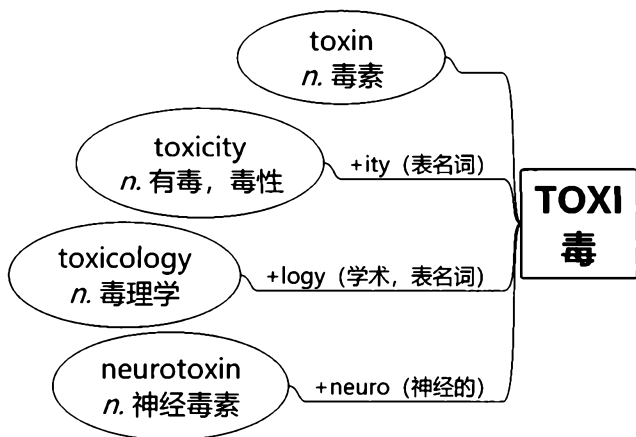 toxin
n. 毒素
toxicity
n. 有毒，毒性
+ity（表名词）
TOXI
毒
toxicology
n. 毒理学
+logy（学术，表名词）
neurotoxin
n. 神经毒素
+neuro（神经的）